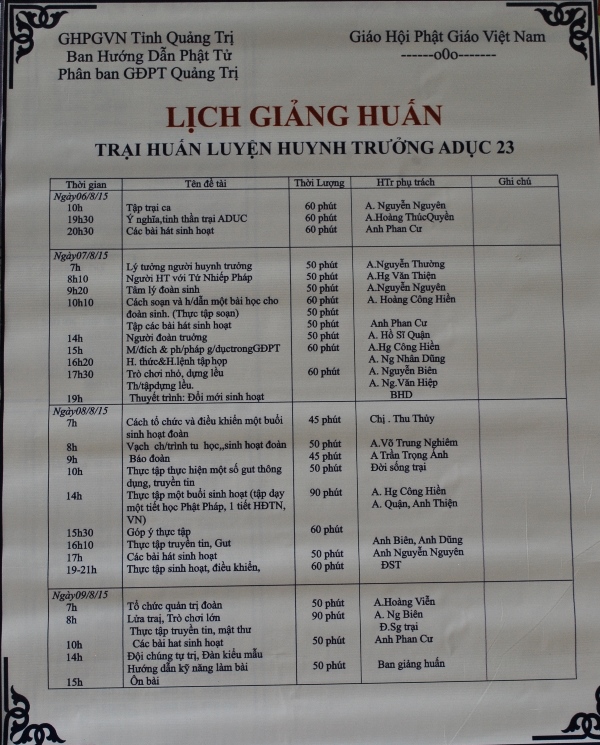 GHPGVN Tỉnh Quảng Trị
Ban Hướng Dẫn Phật Tử
Phân ban GĐPT Quảng Trị
Giáo Hội Phật Giáo Việt Nam
------o0o-------
LỊCH GIẢNG HUẤN
TRẠI HUẤN LUYỆN HUYNH TRƯỞNG ADỤC 23
Thời gian Tên đề tài Thời Lượng HTr phụ trách Ghi chú
Ngày06/8/15
10h Tập trại ca 60 phút A. Nguyễn Nguyên
19h30 Ý nghĩa,tinh thần trại ADUC 60 phút A.Hoàng ThúcQuyền
20h30 Các bài hát sinh hoạt 60 phút Anh Phan Cư
Ngày07/8/15
7h Lý tưởng người huynh trưởng 50 phút A.Nguyễn Thường
8h10 Người HT với Tứ Nhiếp Pháp 50 phút A.Hg Văn Thiện
9h20 Tâm lý đoàn sinh 50 phút A.Nguyễn Nguyên
10h10 Cách soạn và h/dẫn một bài học cho 60 phút A. Hoàng Công Hiền
đoàn sinh. (Thực tập soạn) 50 phút
Tập các bài hát sinh hoạt 50 phút Anh Phan Cư
14h Người đoàn trưởng 50 phút A. Hồ Sĩ Quận
15h M/đích & ph/pháp g/dụctrongGĐPT 60 phút A.Hg Công Hiền
16h20 H. thức&H.lệnh tập họp A. Ng Nhân Dũng
17h30 Trò chơi nhỏ, dựng lều 60 phút A. Nguyễn Biên
Th/tậpdựng lều. A. Ng.Văn Hiệp
19h Thuyết trình: Đổi mới sinh hoạt BHD
Ngày08/8/15
7h Cách tổ chức và điều khiển một buổi 45 phút Chị . Thu Thủy
sinh hoạt đoàn
8h Vạch ch/trình tu học,,sinh hoạt đoàn 50 phút A.Võ Trung Nghiêm
9h Báo đoàn 45 phút A Trần Trọng Ánh
10h Thực tập thực hiện một số gut thông 50 phút Đời sống trại
dụng, truyền tin
14h Thực tập một buổi sinh hoạt (tập dạy 90 phút A. Hg Công Hiền
một tiết học Phật Pháp, 1 tiết HĐTN, A. Quận, Anh Thiện
VN)
15h30 Góp ý thực tập 60 phút
16h10 Thực tập truyền tin, Gut Anh Biên, Anh Dũng
17h Các bài hát sinh hoạt 50 phút Anh Nguyễn Nguyên
19-21h Thực tập sinh hoạt, điều khiển, 60 phút ĐST
Ngày09/8/15
7h Tổ chức quản trị đoàn 50 phút A.Hoàng Viễn
8h Lửa traị, Trò chơi lớn 90 phút A. Ng Biên
Thực tập truyền tin, mật thư Đ.Sg trại
10h Các bài hat sinh hoạt 50 phút Anh Phan Cư
14h Đội chúng tự trị, Đàn kiểu mẫu
Hướng dẫn kỹ năng làm bài 50 phút Ban giảng huấn
15h Ôn bài